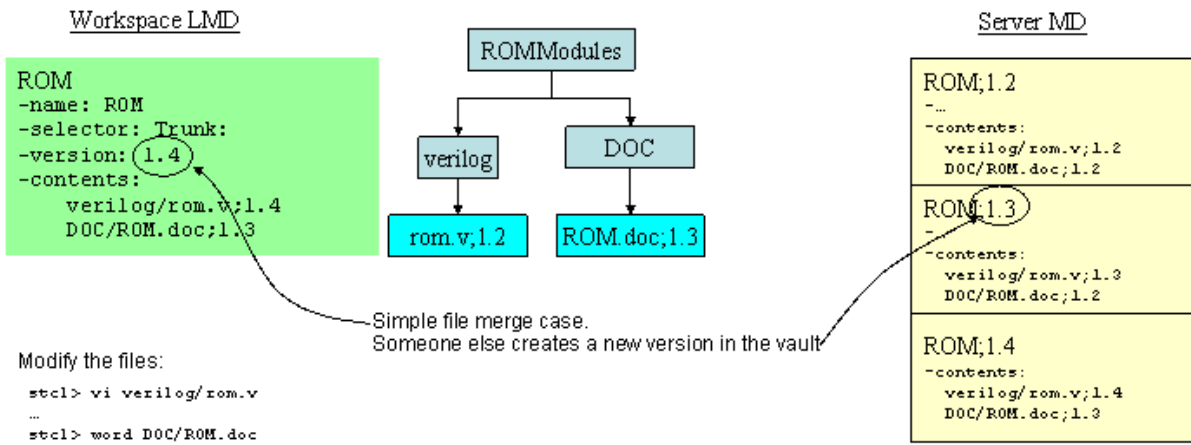 Workspace LMD
ROM
-name: ROM
-selector: Trunk:
-version: 1.4
-contents:
verilog/rom.v;1.4
DOC/ROM.doc;1.3
ROMModules
verilog
DOC
rom.v;1.2
ROM.doc;1.3
Server MD
ROM;1.2
-…
-contents:
verilog/rom.v;1.2
DOC/ROM.doc;1.2
ROM;1.3
-
-contents:
verilog/rom.v;1.3
DOC/ROM.doc;1.2
ROM;1.4
-contents:
verilog/rom.v;1.4
DOC/ROM.doc;1.3
Simple file merge case.
Someone else creates a new version in the vault
Modify the files:
stcl> vi verilog/rom.v
…
stcl> word DOC/ROM.doc